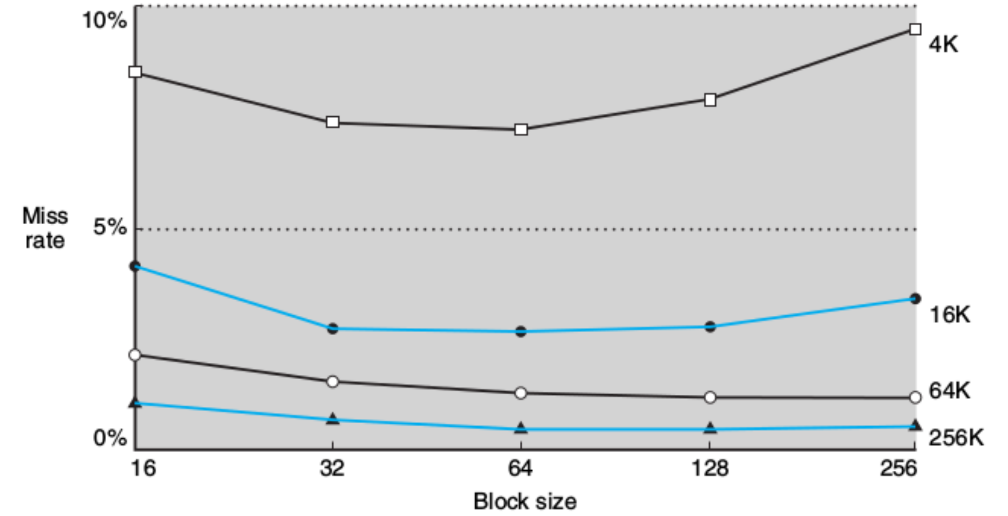 10%
4K
Miss
rate
5%
16K
64K
0%
256K
16 32 64 128 256
Block size